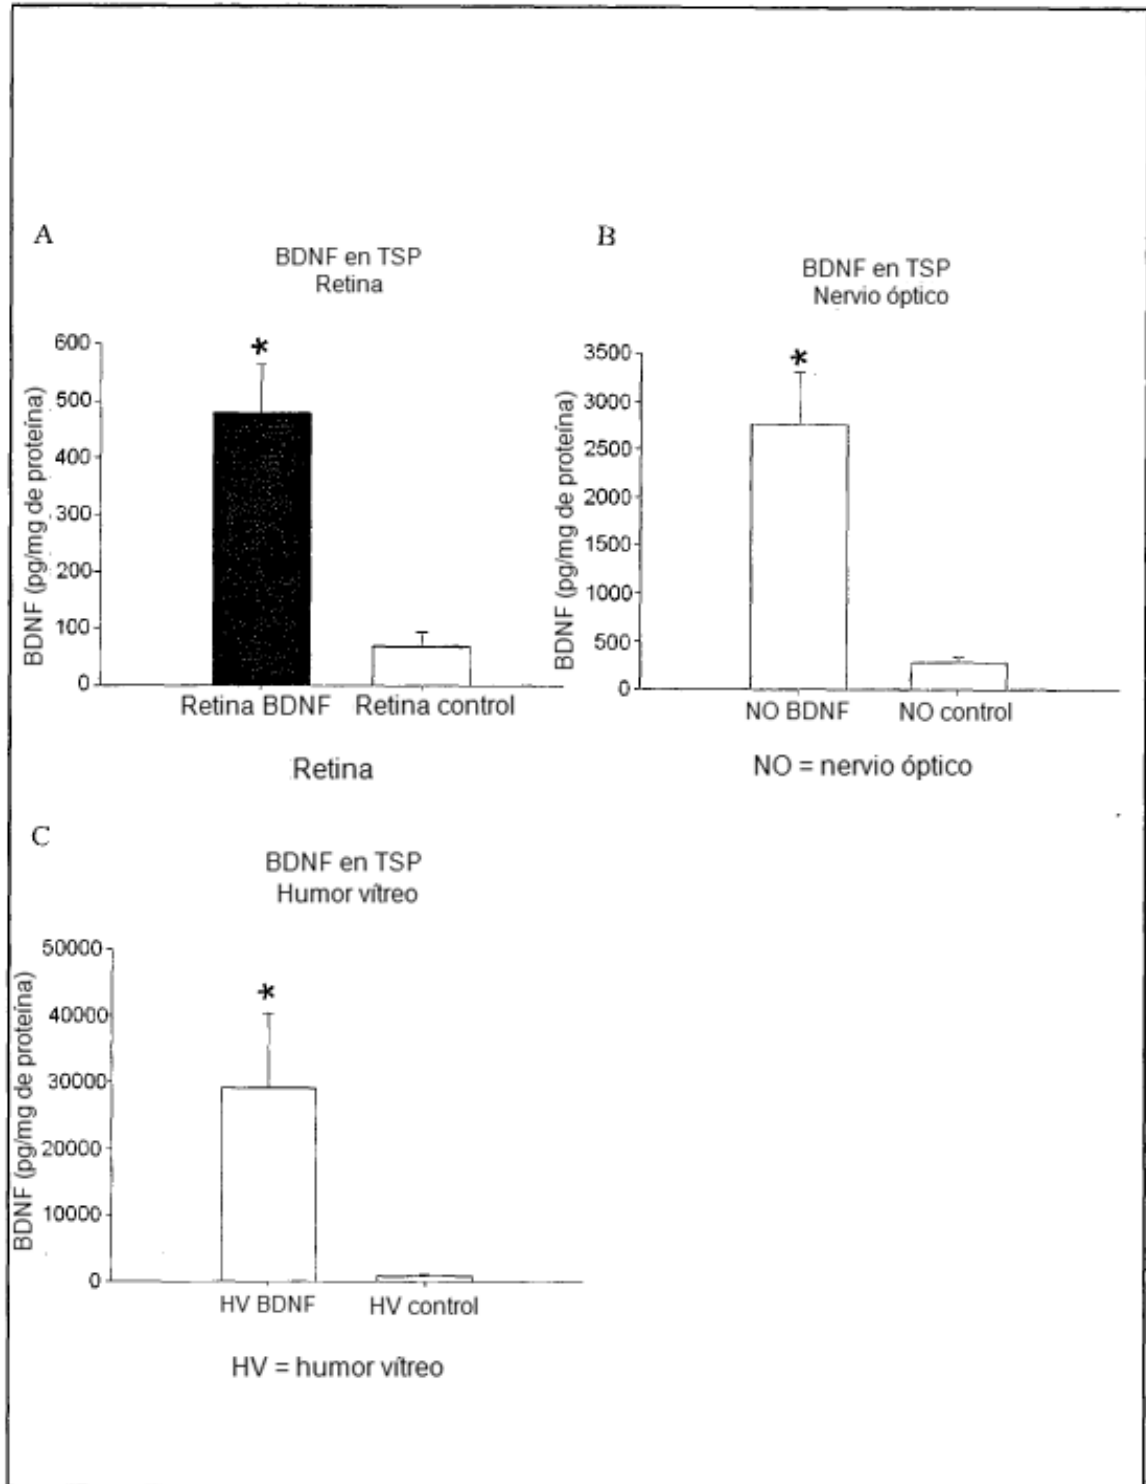 A
BDNF en TSP
Retina
BDNF (pg/mg de proteína)
600
500
400
300
200
100
0
*
Retina BDNF
Retina control
Retina
B
BDNF en TSP
Nervio óptico
BDNF (pg/mg de proteína)
3500
3000
2500
2000
1500
1000
500
0
*
NO BDNF
NO control
NO = nervio óptico
C
BDNF en TSP
Humor vítreo
BDNF (pg/mg de proteína)
50000
40000
30000
20000
10000
0
*
HV BDNF
HV control
HV = humor vítreo